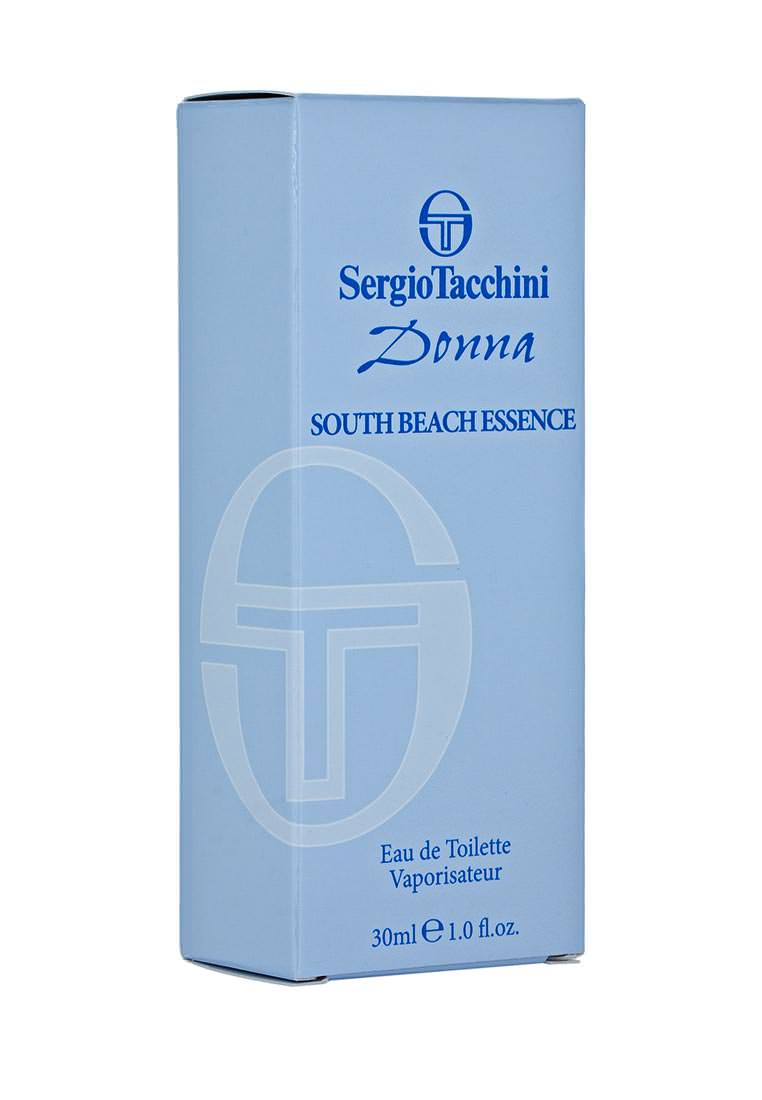 SergioTacchini
Donna
SOUTH BEACH ESSENCE
Eau de Toilette
Vaporisateur
30ml ℮ 1.0 fl.oz.